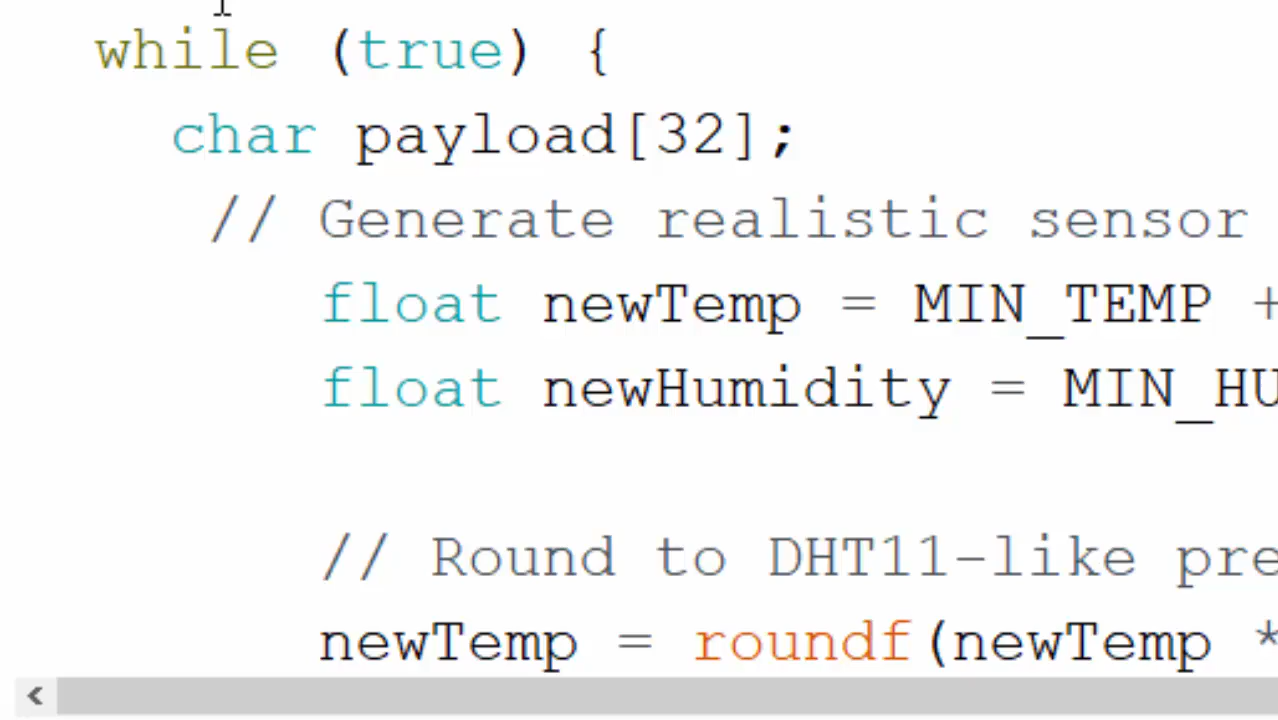 while (true) {
char payload[32];
// Generate realistic sensor
float newTemp = MIN_TEMP +
float newHumidity = MIN_HU
// Round to DHT11-like pre
newTemp = roundf(newTemp *